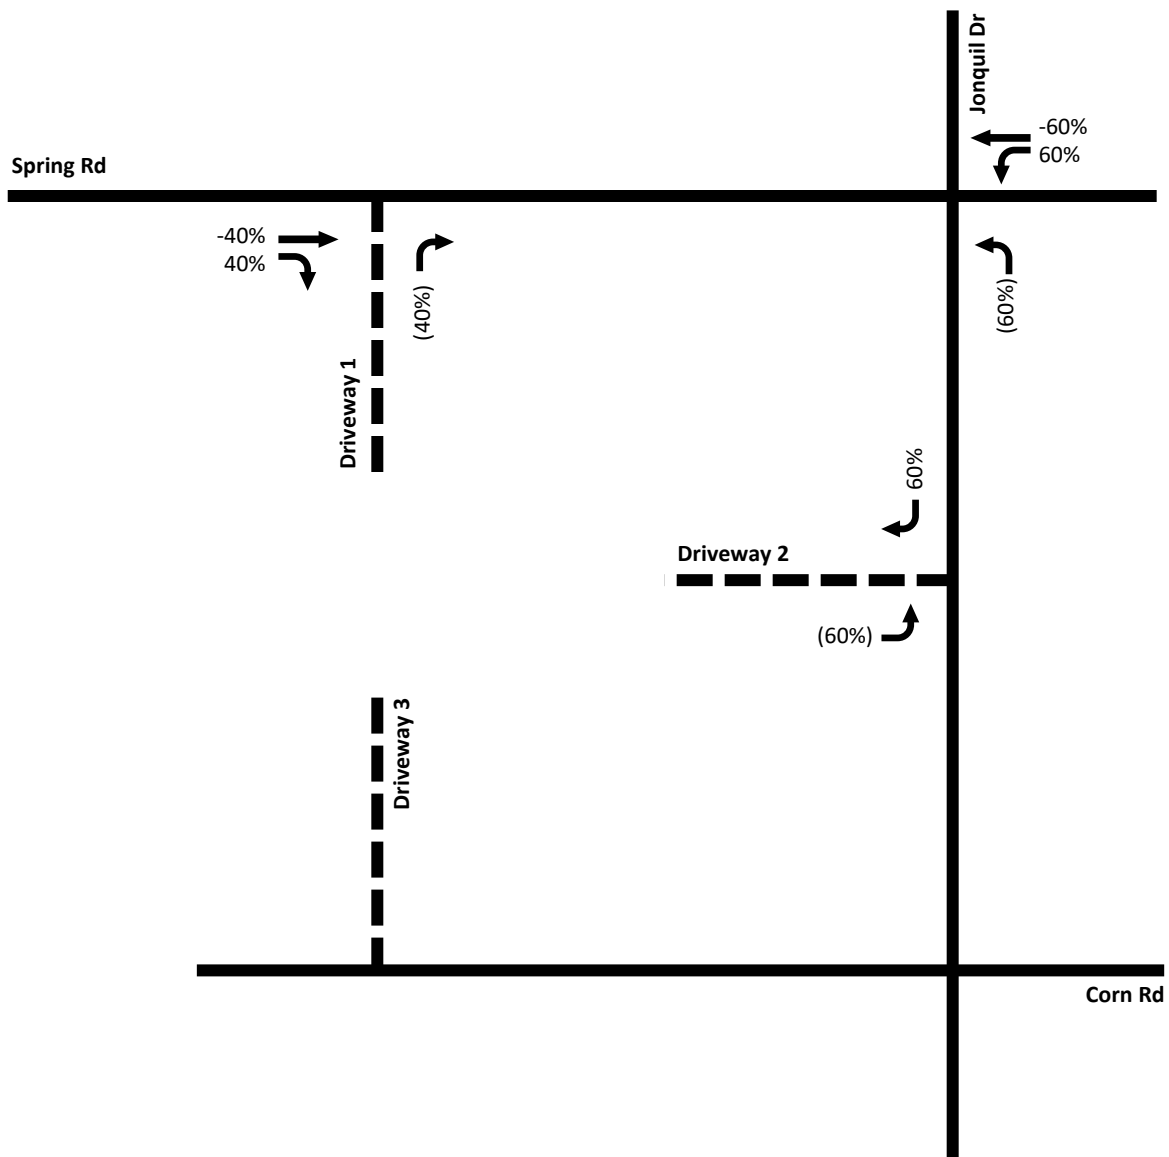 Jonquil Dr
-60%
60%
Spring Rd
-40%
40%
(40%)
(60%)
Driveway 1
60%
Driveway 2
(60%)
Driveway 3
Corn Rd